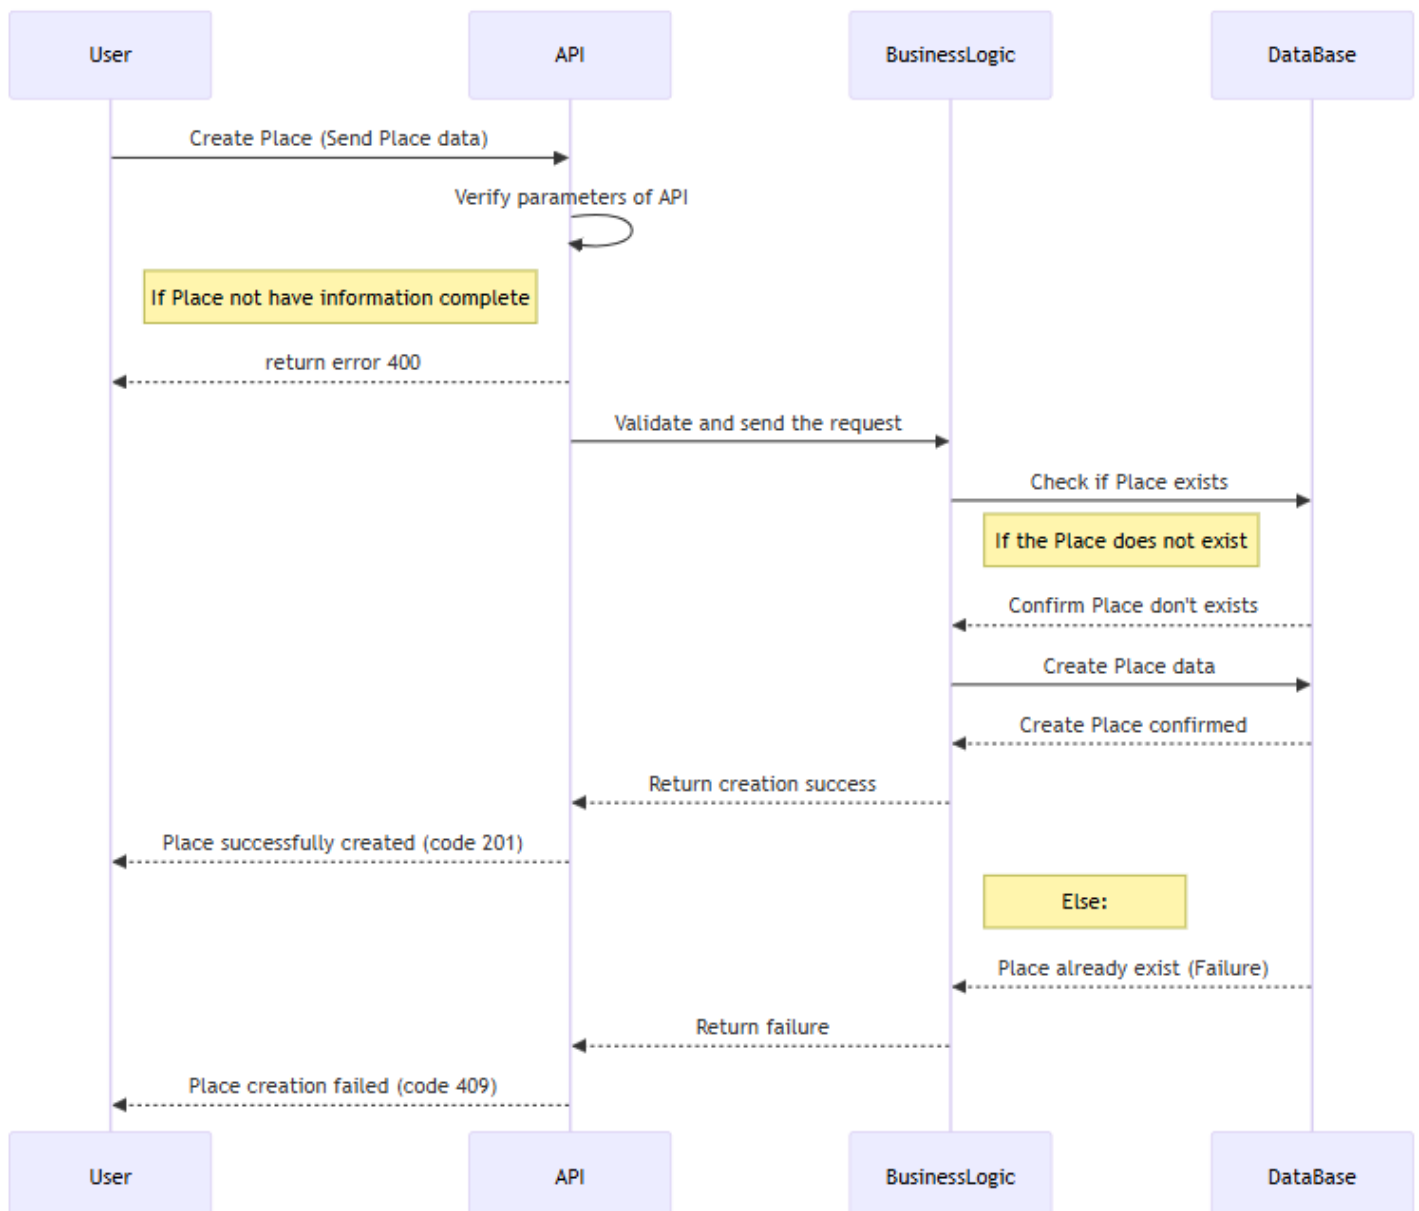 User
API
BusinessLogic
DataBase
Create Place (Send Place data)
Verify parameters of API
If Place not have information complete
return error 400
Validate and send the request
Check if Place exists
If the Place does not exist
Confirm Place don't exists
Create Place data
Create Place confirmed
Return creation success
Place successfully created (code 201)
Else:
Place already exist (Failure)
Return failure
Place creation failed (code 409)
User
API
BusinessLogic
DataBase